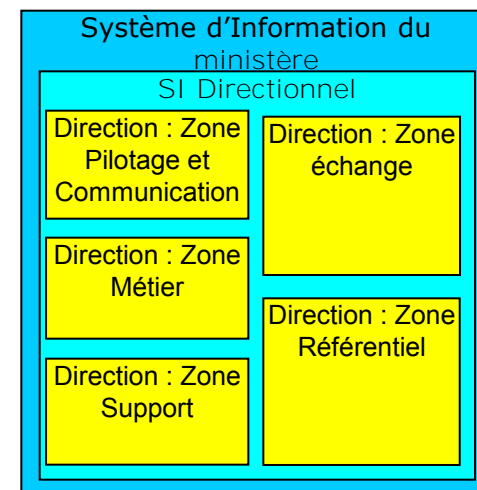 Système d’Information du
ministère
SI Directionnel
Direction : Zone
Pilotage et
Communication
Direction : Zone
Métier
Direction : Zone
Support
Direction : Zone
échange
Direction : Zone
Référentiel